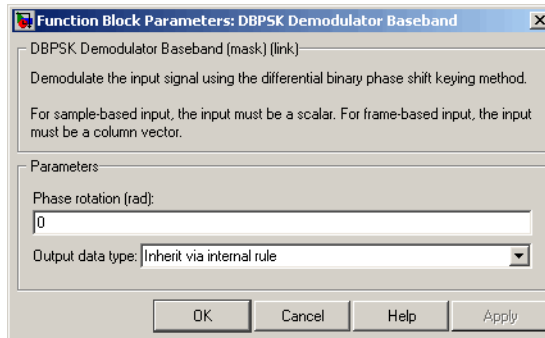 Function Block Parameters: DBPSK Demodulator Baseband
DBPSK Demodulator Baseband (mask) (link)
Demodulate the input signal using the differential binary phase shift keying method.
For sample-based input, the input must be a scalar. For frame-based input, the input
must be a column vector.
Parameters
Phase rotation (rad):
0
Output data type: Inherit via internal rule
OK Cancel Help Apply